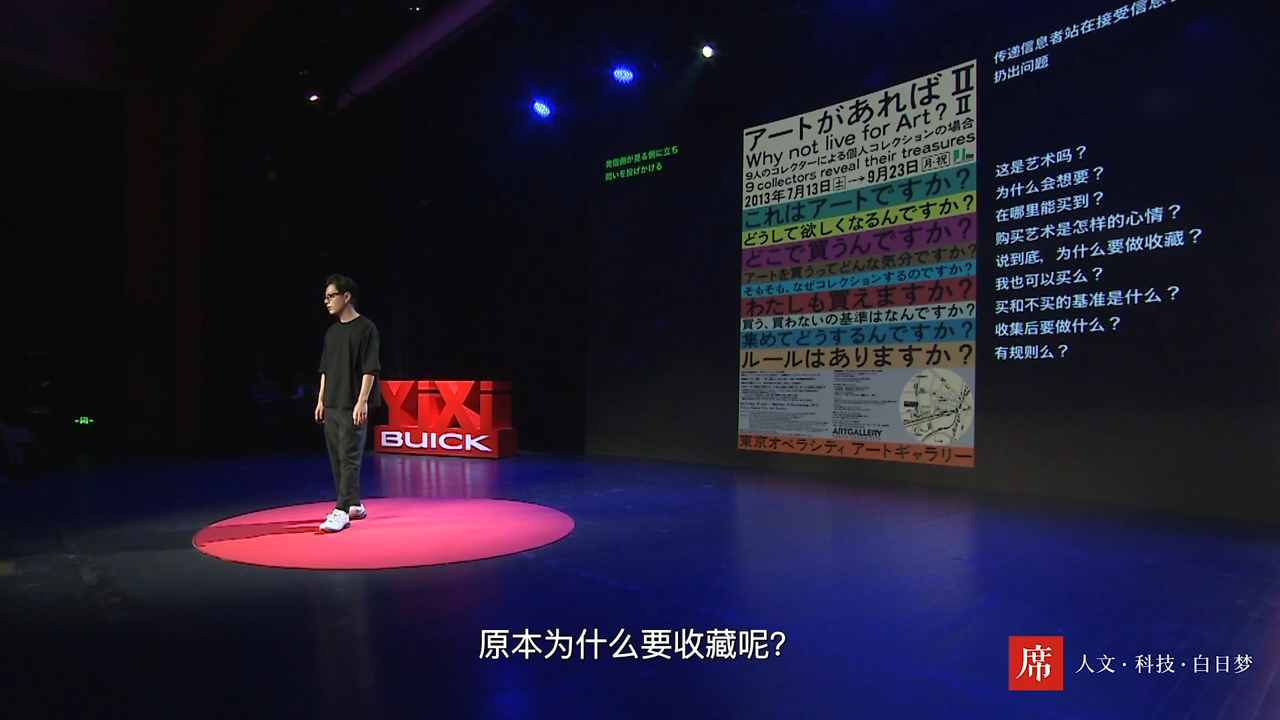 発信側が見る側に立ち
問いを投げかける
アートがあればⅡ
Why not live for Art? Ⅱ
9人のコレクターによる個人コレクションの場合
9 collectors reveal their treasures
2013年7月13日土→9月23日月・祝
これはアートですか?
どうして欲しくなるんですか?
どこで買うんですか?
アートを買うってどんな気分ですか?
そもそも、なぜコレクションするのですか?
わたしも買えますか?
買う、買わないの基準はなんですか?
集めてどうするんですか?
ルールはありますか?
ARTGALLERY
東京オペラシティ アートギャラリー
传递信息者站在接受信息
扔出问题
这是艺术吗?
为什么会想要?
在哪里能买到?
购买艺术是怎样的心情?
说到底,为什么要做收藏?
我也可以买么?
买和不买的基准是什么?
收集后要做什么?
有规则么?
YiXi
BUICK
原本为什么要收藏呢?
席
人文·科技·白日梦